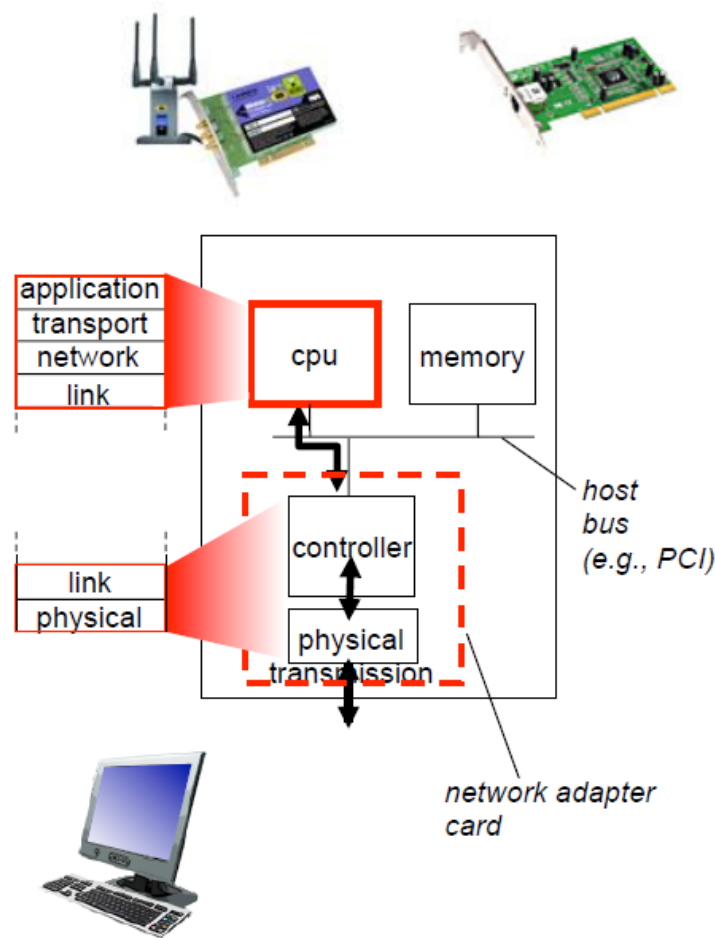 application
transport
network
link
cpu
memory
host
bus
(e.g., PCI)
controller
link
physical
physical
transmission
network adapter
card